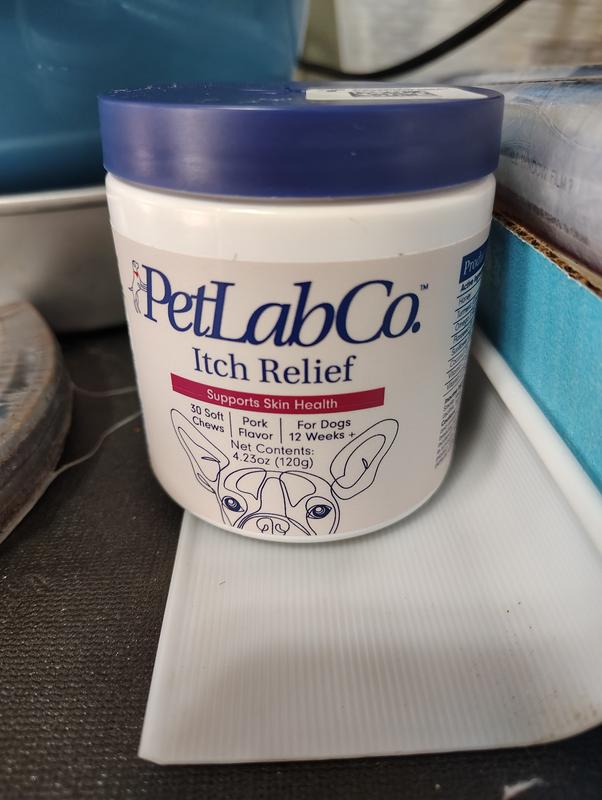 PetLabCo.™
Itch Relief
Supports Skin Health
30 Soft Chews
Pork Flavor
For Dogs 12 Weeks +
Net Contents:
4.23oz (120g)